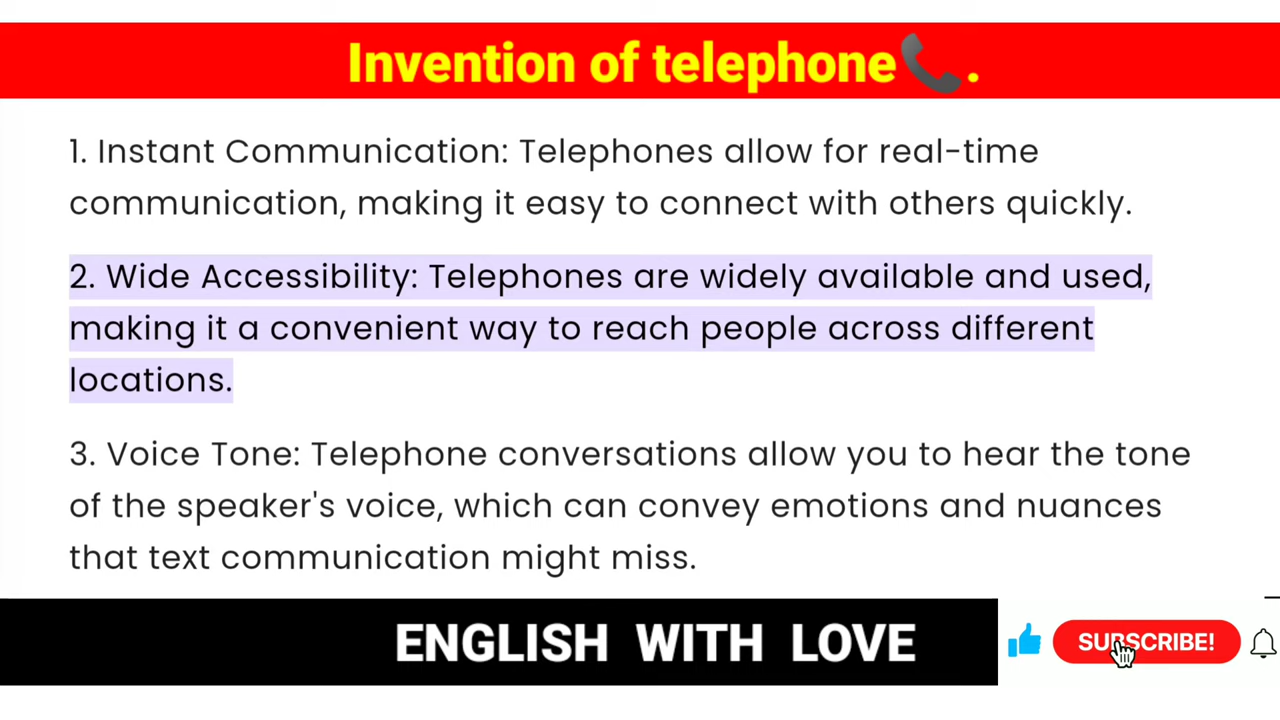 Invention of telephone📞.
1. Instant Communication: Telephones allow for real-time
communication, making it easy to connect with others quickly.
2. Wide Accessibility: Telephones are widely available and used,
making it a convenient way to reach people across different
locations.
3. Voice Tone: Telephone conversations allow you to hear the tone
of the speaker's voice, which can convey emotions and nuances
that text communication might miss.
ENGLISH WITH LOVE
SUBSCRIBE!